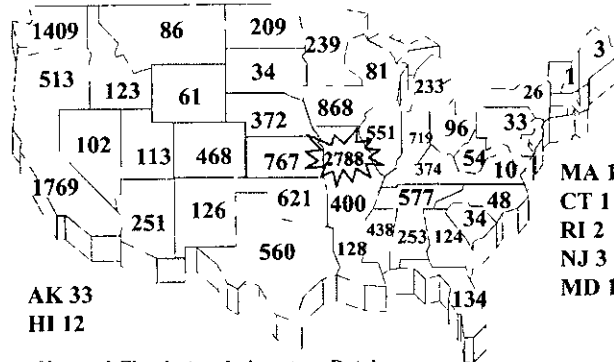 1409 86 209 239 3
513 123 34 81 233 26 1
61 868 33
372 719 96
102 113 468 767 2788 551 374 54 10
MA 1
1769 621 400 577 48 CT 1
251 126 34 RI 2
560 128 438 253 124 NJ 3
AK 33 134 MD 1
HI 12